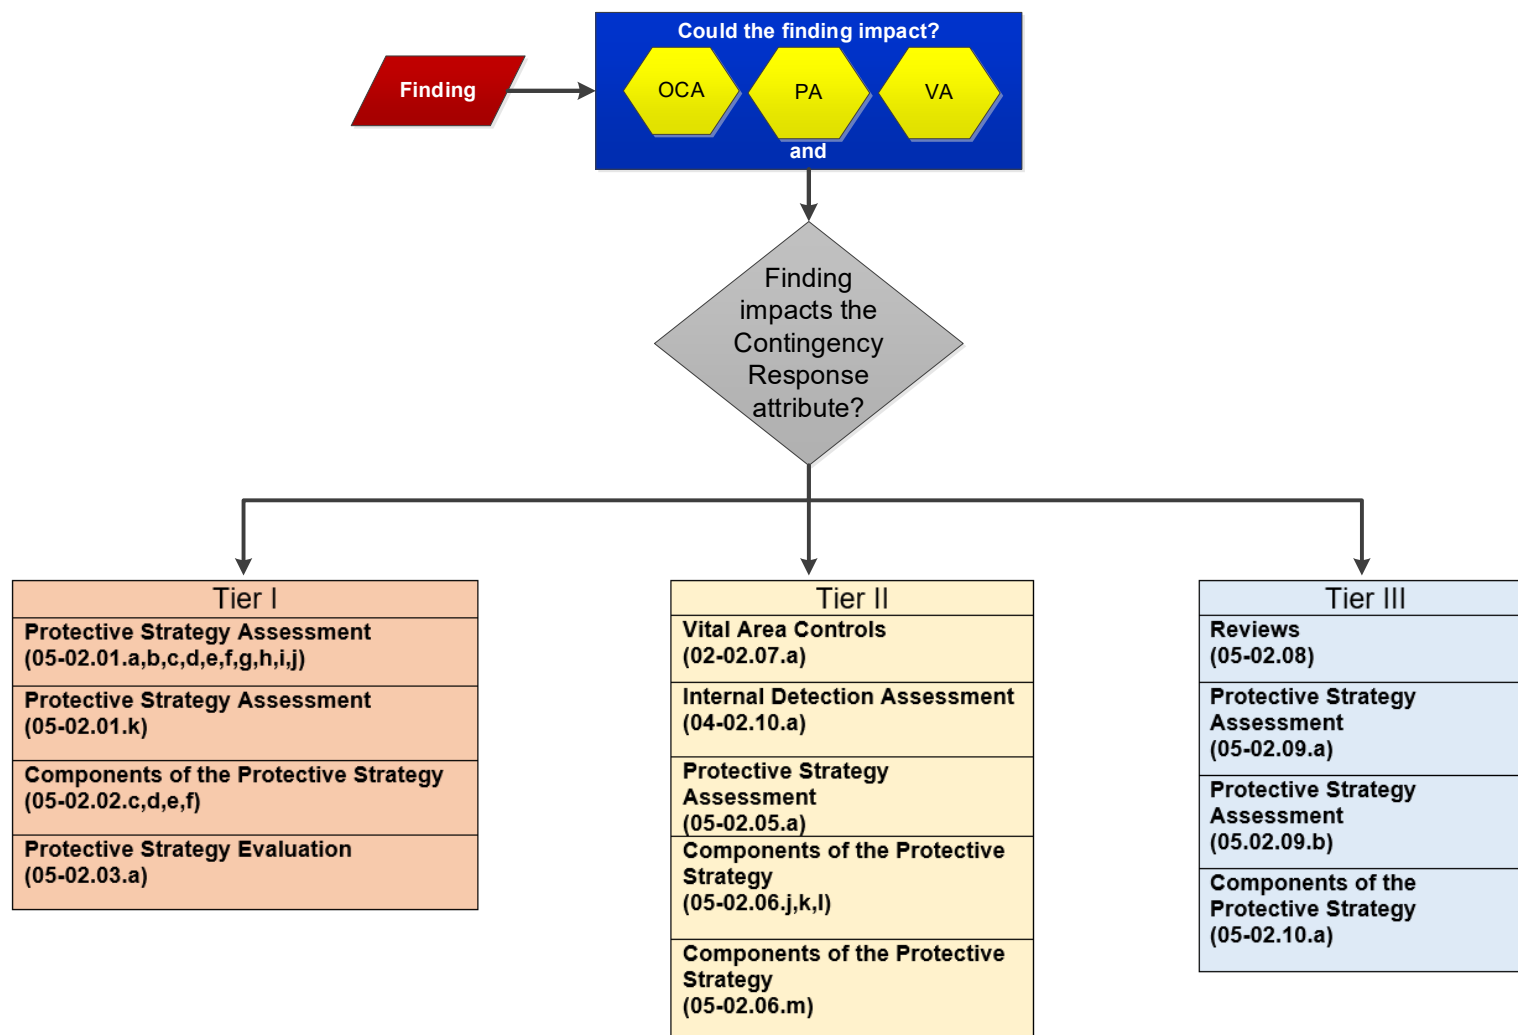 Could the finding impact?
Finding
OCA
PA
VA
and
Finding
impacts the
Contingency
Response
attribute?
Tier I
Protective Strategy Assessment
(05-02.01.a,b,c,d,e,f,g,h,i,j)
Protective Strategy Assessment
(05-02.01.k)
Components of the Protective Strategy
(05-02.02.c,d,e,f)
Protective Strategy Evaluation
(05-02.03.a)
Tier II
Vital Area Controls
(02-02.07.a)
Internal Detection Assessment
(04-02.10.a)
Protective Strategy
Assessment
(05-02.05.a)
Components of the Protective
Strategy
(05-02.06.j,k,l)
Components of the Protective
Strategy
(05-02.06.m)
Tier III
Reviews
(05-02.08)
Protective Strategy
Assessment
(05-02.09.a)
Protective Strategy
Assessment
(05.02.09.b)
Components of the
Protective Strategy
(05-02.10.a)